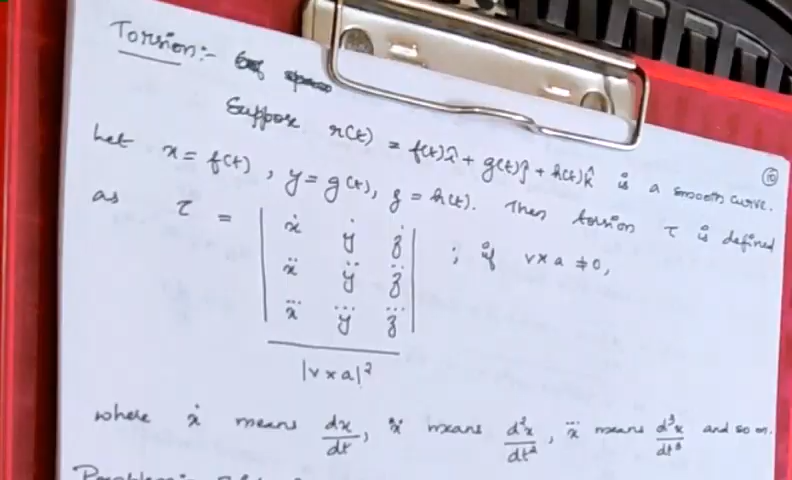 Torsion:-
Suppose r(t) = f(t)î + g(t)ĵ + h(t)k̂ is a smooth curve.
(10)
Let x = f(t), y = g(t), z = h(t). Then torsion τ is defined
as τ = | ẋ ẏ ż | ; if v × a ≠ 0,
| ẍ ÿ z̈ |
| x⃛ y⃛ z⃛ |
|v × a|²
where ẋ means dx/dt, ẍ means d²x/dt², x⃛ means d³x/dt³ and so on.